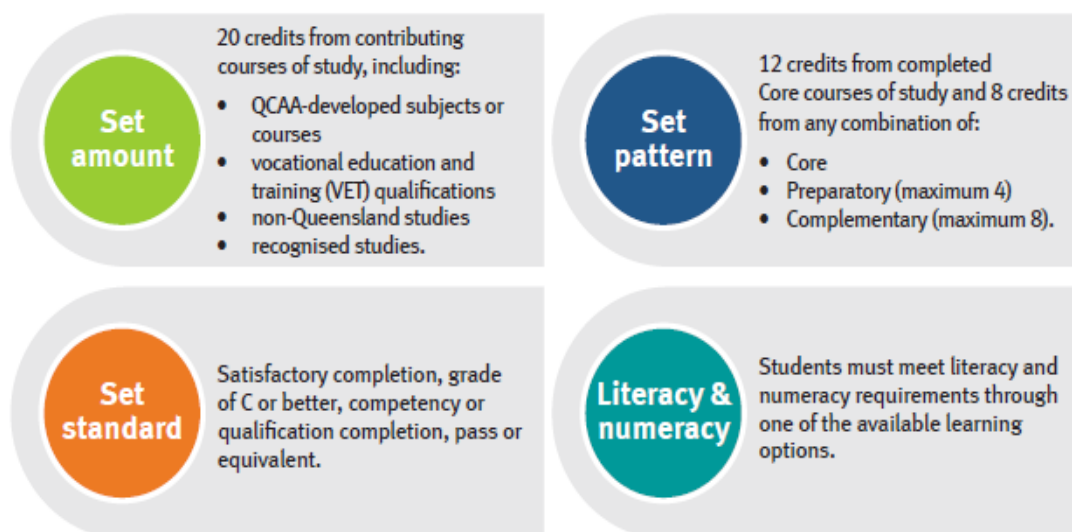 Set
amount
20 credits from contributing
courses of study, including:
• QCAA-developed subjects or
courses
• vocational education and
training (VET) qualifications
• non-Queensland studies
• recognised studies.
Set
pattern
12 credits from completed
Core courses of study and 8 credits
from any combination of:
• Core
• Preparatory (maximum 4)
• Complementary (maximum 8).
Set
standard
Satisfactory completion, grade
of C or better, competency or
qualification completion, pass or
equivalent.
Literacy &
numeracy
Students must meet literacy and
numeracy requirements through
one of the available learning
options.